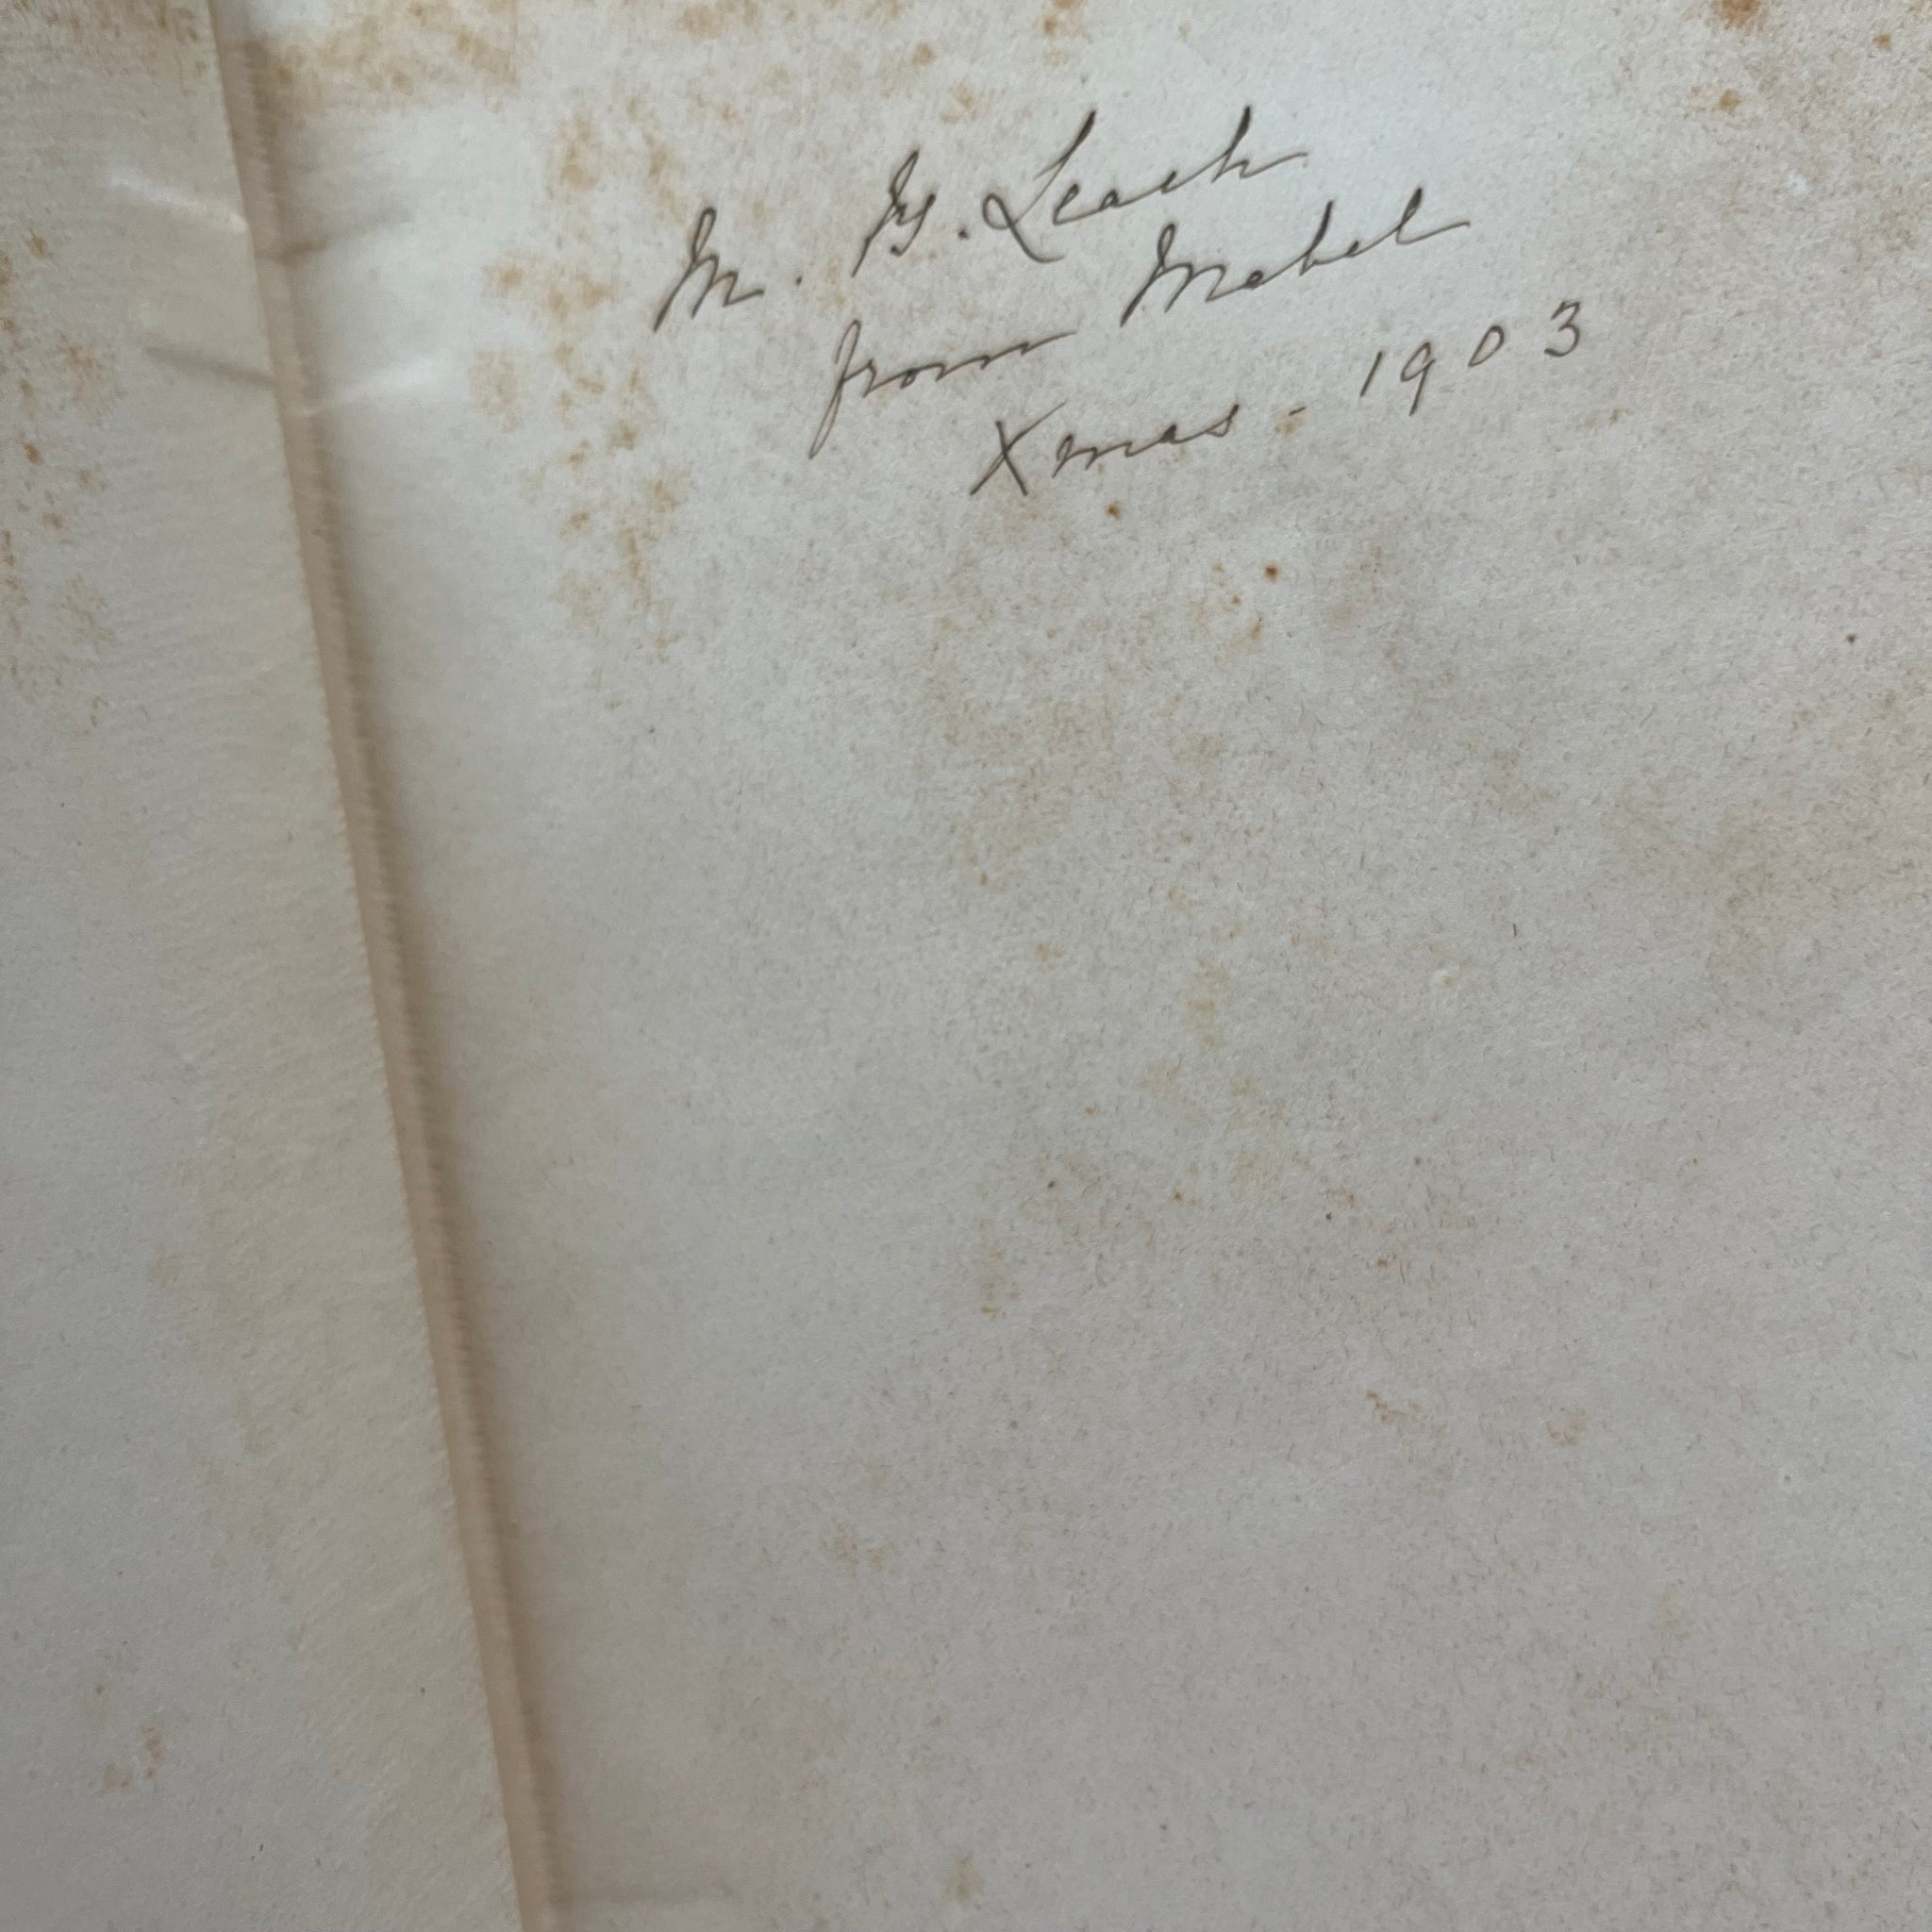 M. Leach
from Mabel
Xmas - 1903